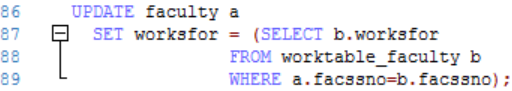 86 UPDATE faculty a
87 SET worksfor = (SELECT b.worksfor
88 FROM worktable_faculty b
89 WHERE a.facssno=b.facssno);